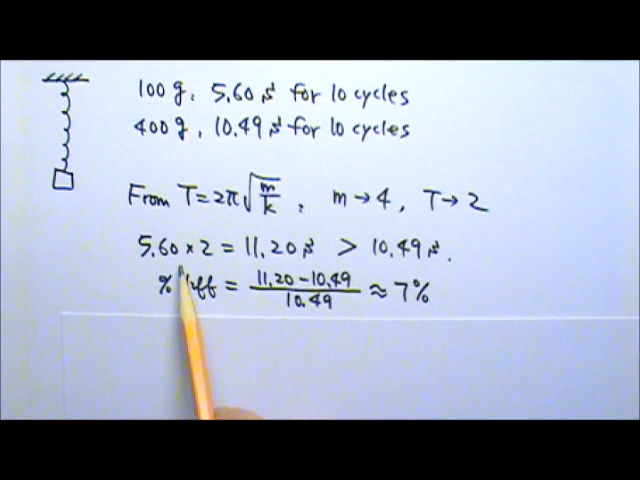 100 g, 5.60 s for 10 cycles
400 g, 10.49 s for 10 cycles
From T = 2π√(m/k), m → 4, T → 2
5.60 × 2 = 11.20 s > 10.49 s.
% = (11.20 − 10.49)/10.49 ≈ 7%